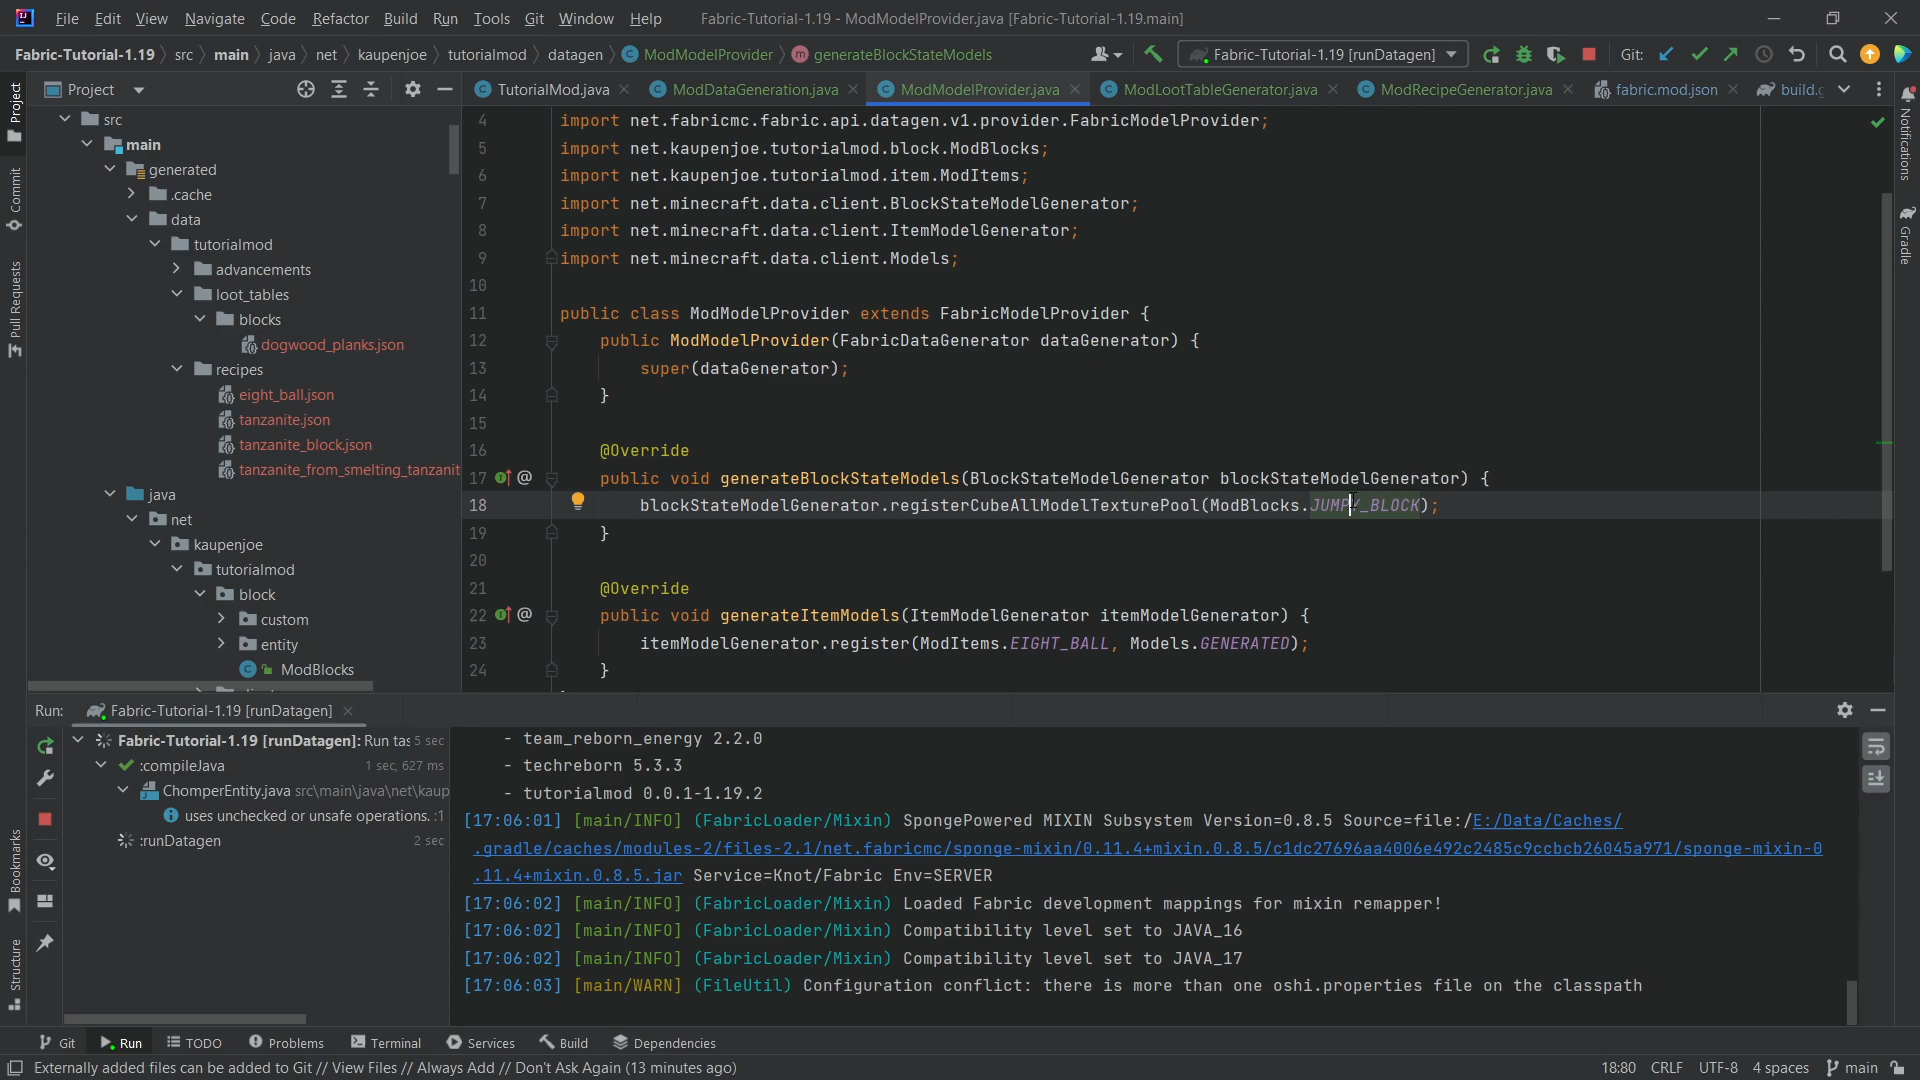 File Edit View Navigate Code Refactor Build Run Tools Git Window Help Fabric-Tutorial-1.19 - ModModelProvider.java [Fabric-Tutorial-1.19.main]
Fabric-Tutorial-1.19 src main java net kaupenjoe tutorialmod datagen ModModelProvider generateBlockStateModels Fabric-Tutorial-1.19 [runDatagen] Git:
Project TutorialMod.java ModDataGeneration.java ModModelProvider.java ModLootTableGenerator.java ModRecipeGenerator.java fabric.mod.json build.g
Project
Commit
Pull Requests
Bookmarks
Structure
Notifications
Gradle
src
main
generated
.cache
data
tutorialmod
advancements
loot_tables
blocks
dogwood_planks.json
recipes
eight_ball.json
tanzanite.json
tanzanite_block.json
tanzanite_from_smelting_tanzanit
java
net
kaupenjoe
tutorialmod
block
custom
entity
ModBlocks
4 import net.fabricmc.fabric.api.datagen.v1.provider.FabricModelProvider;
5 import net.kaupenjoe.tutorialmod.block.ModBlocks;
6 import net.kaupenjoe.tutorialmod.item.ModItems;
7 import net.minecraft.data.client.BlockStateModelGenerator;
8 import net.minecraft.data.client.ItemModelGenerator;
9 import net.minecraft.data.client.Models;
10
11 public class ModModelProvider extends FabricModelProvider {
12 public ModModelProvider(FabricDataGenerator dataGenerator) {
13 super(dataGenerator);
14 }
15
16 @Override
17 public void generateBlockStateModels(BlockStateModelGenerator blockStateModelGenerator) {
18 blockStateModelGenerator.registerCubeAllModelTexturePool(ModBlocks.JUMPY_BLOCK);
19 }
20
21 @Override
22 public void generateItemModels(ItemModelGenerator itemModelGenerator) {
23 itemModelGenerator.register(ModItems.EIGHT_BALL, Models.GENERATED);
24 }
Run: Fabric-Tutorial-1.19 [runDatagen]
Fabric-Tutorial-1.19 [runDatagen]: Run tas 5 sec
:compileJava 1 sec, 627 ms
ChomperEntity.java src\main\java\net\kaup
uses unchecked or unsafe operations. :1
:runDatagen 2 sec
- team_reborn_energy 2.2.0
- techreborn 5.3.3
- tutorialmod 0.0.1-1.19.2
[17:06:01] [main/INFO] (FabricLoader/Mixin) SpongePowered MIXIN Subsystem Version=0.8.5 Source=file:/E:/Data/Caches/
.gradle/caches/modules-2/files-2.1/net.fabricmc/sponge-mixin/0.11.4+mixin.0.8.5/c1dc27696aa4006e492c2485c9ccbcb26045a971/sponge-mixin-0
.11.4+mixin.0.8.5.jar Service=Knot/Fabric Env=SERVER
[17:06:02] [main/INFO] (FabricLoader/Mixin) Loaded Fabric development mappings for mixin remapper!
[17:06:02] [main/INFO] (FabricLoader/Mixin) Compatibility level set to JAVA_16
[17:06:02] [main/INFO] (FabricLoader/Mixin) Compatibility level set to JAVA_17
[17:06:03] [main/WARN] (FileUtil) Configuration conflict: there is more than one oshi.properties file on the classpath
Git Run TODO Problems Terminal Services Build Dependencies
Externally added files can be added to Git // View Files // Always Add // Don't Ask Again (13 minutes ago) 18:80 CRLF UTF-8 4 spaces main